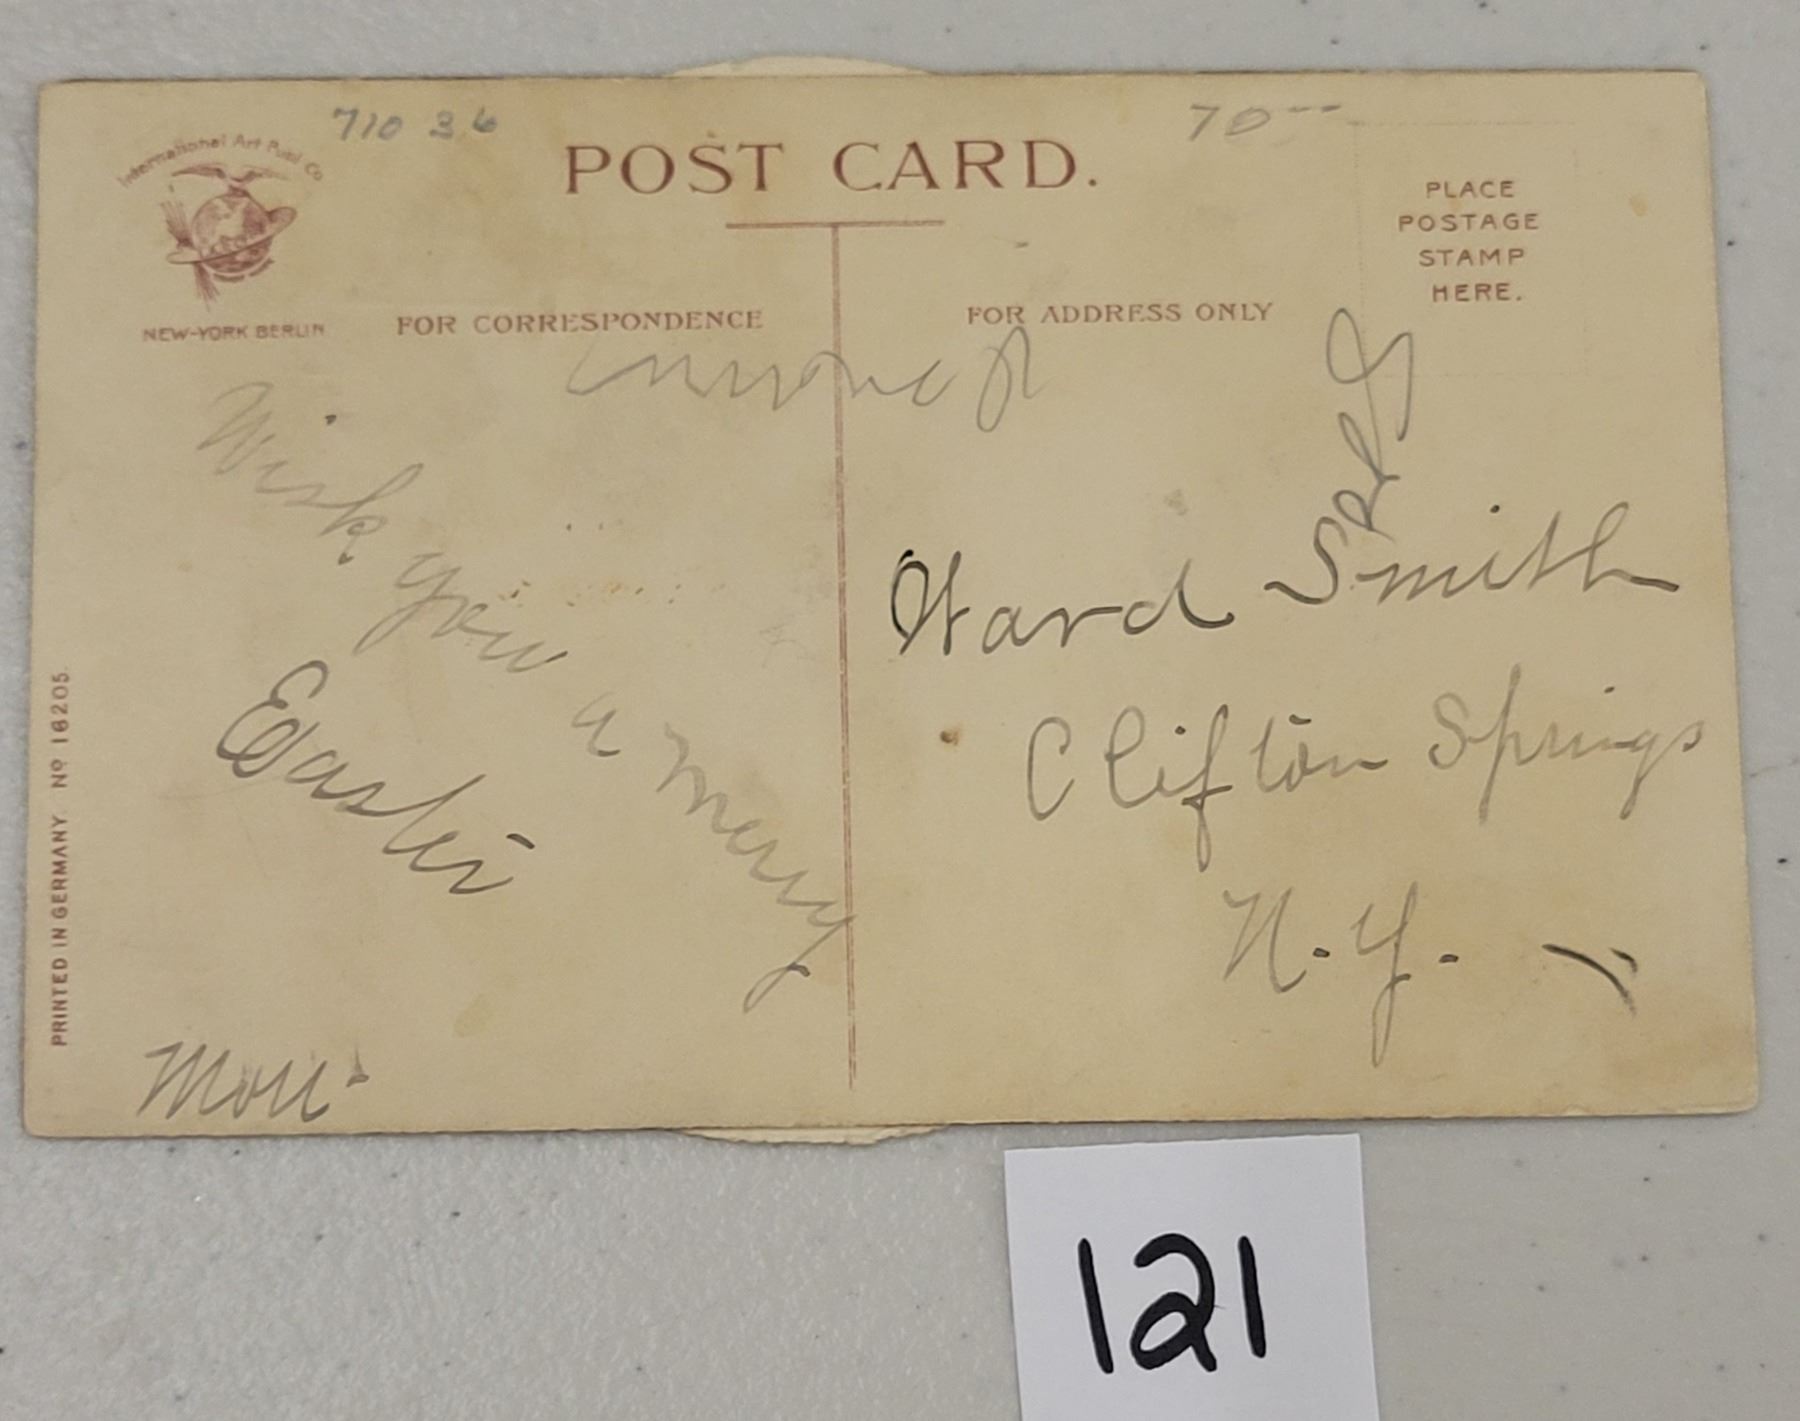 710 36
70--
International Art Publ Co
POST CARD.
PLACE
POSTAGE
STAMP
HERE.
NEW-YORK BERLIN
FOR CORRESPONDENCE
FOR ADDRESS ONLY
Wish you a merry
Easter
Ward Smith
Clifton Springs
N.Y.
PRINTED IN GERMANY. No 16205.
121